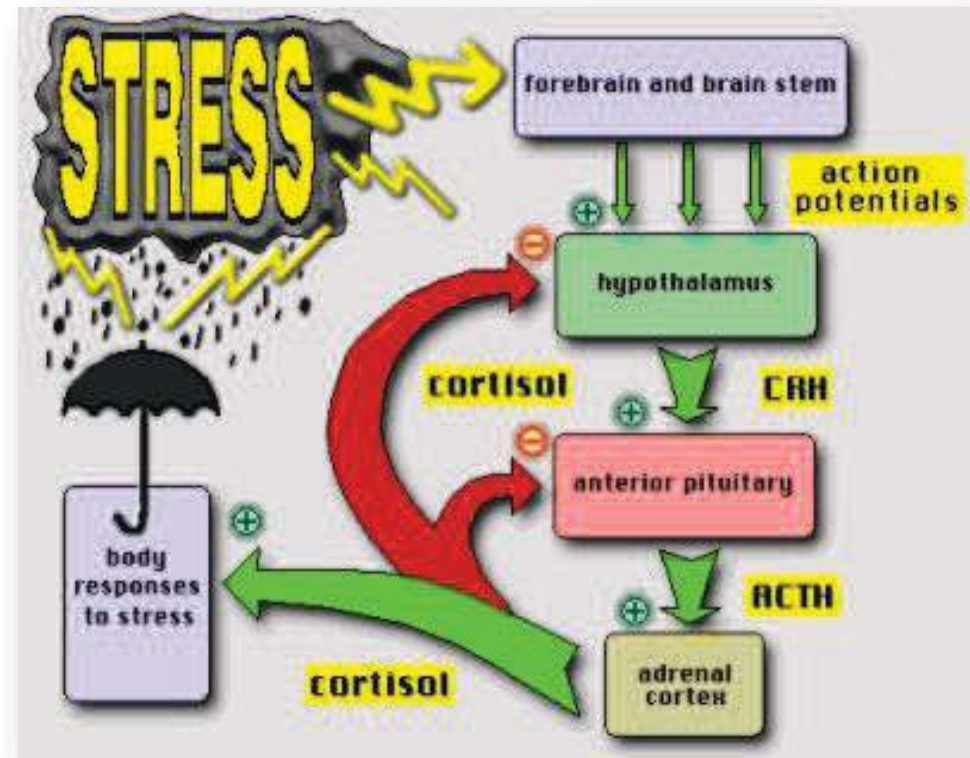 STRESS
forebrain and brain stem
action
potentials
+
−
hypothalamus
cortisol
CRH
+
−
anterior pituitary
+
body
responses
to stress
ACTH
+
cortisol
adrenal
cortex